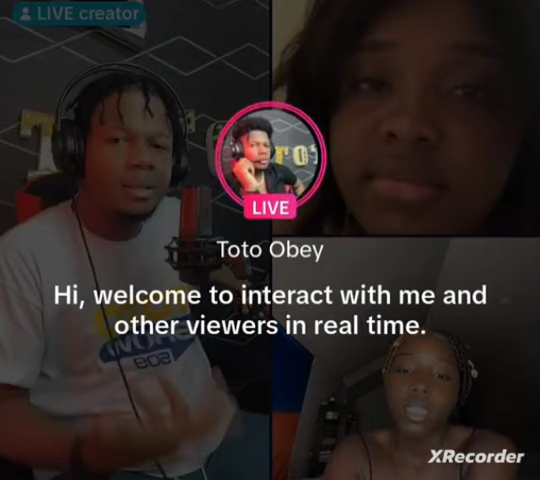 LIVE creator
LIVE
Toto Obey
Hi, welcome to interact with me and
other viewers in real time.
XRecorder